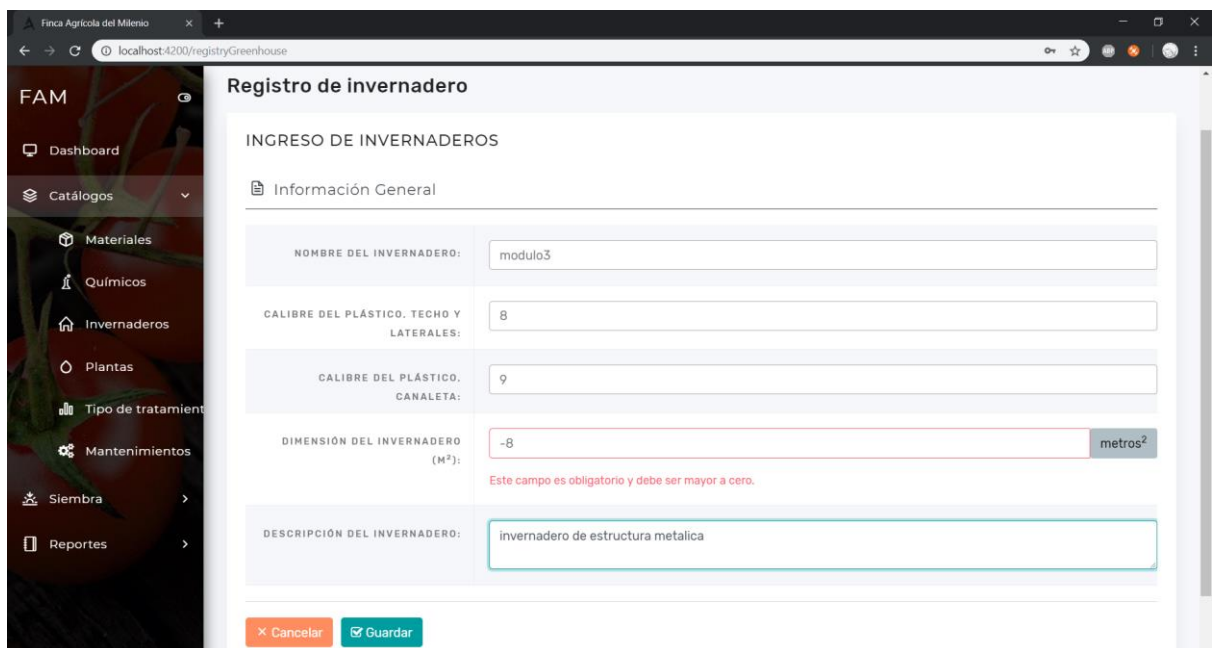 Finca Agrícola del Milenio
localhost:4200/registryGreenhouse
FAM
Dashboard
Catálogos
Materiales
Químicos
Invernaderos
Plantas
Tipo de tratamient
Mantenimientos
Siembra
Reportes
Registro de invernadero
INGRESO DE INVERNADEROS
Información General
NOMBRE DEL INVERNADERO:
modulo3
CALIBRE DEL PLÁSTICO, TECHO Y
LATERALES:
8
CALIBRE DEL PLÁSTICO,
CANALETA:
9
DIMENSIÓN DEL INVERNADERO
(M²):
-8
metros²
Este campo es obligatorio y debe ser mayor a cero.
DESCRIPCIÓN DEL INVERNADERO:
invernadero de estructura metalica
Cancelar
Guardar